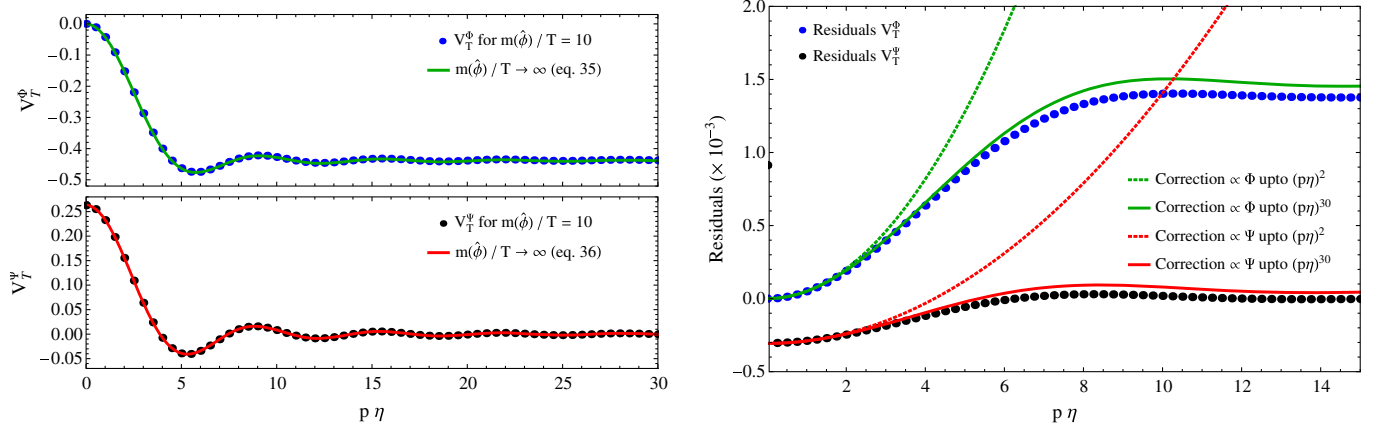 0.0
−0.1
−0.2
−0.3
−0.4
−0.5
V_T^Φ
V_T^Φ for m(φ̂) / T = 10
m(φ̂) / T → ∞ (eq. 35)
0.25
0.20
0.15
0.10
0.05
0.00
−0.05
V_T^Ψ
V_T^Ψ for m(φ̂) / T = 10
m(φ̂) / T → ∞ (eq. 36)
0 5 10 15 20 25 30
p η
2.0
1.5
1.0
0.5
0.0
−0.5
Residuals (× 10^−3)
Residuals V_T^Φ
Residuals V_T^Ψ
Correction ∝ Φ upto (pη)^2
Correction ∝ Φ upto (pη)^30
Correction ∝ Ψ upto (pη)^2
Correction ∝ Ψ upto (pη)^30
2 4 6 8 10 12 14
p η